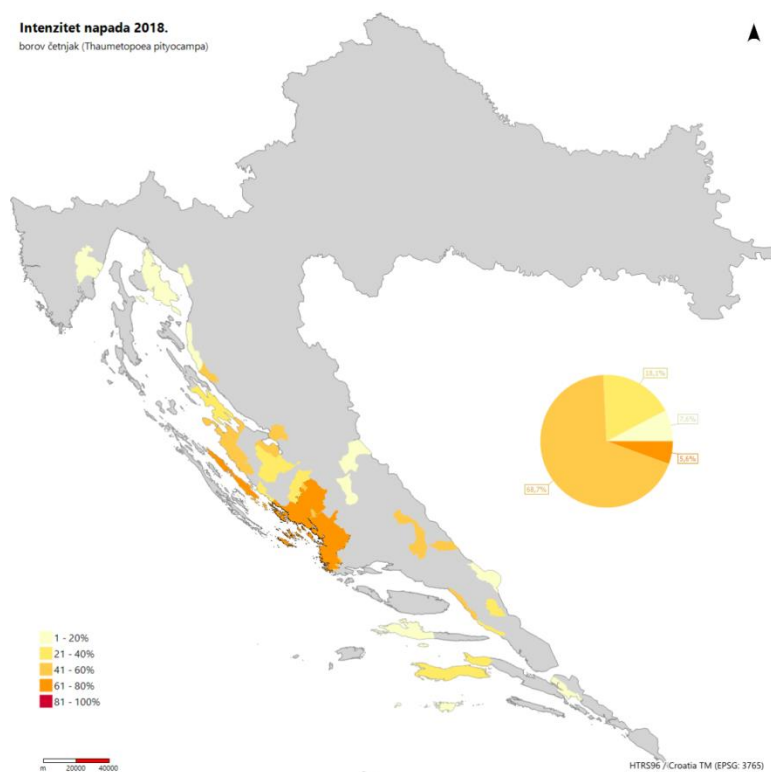 Intenzitet napada 2018.
borov četnjak (Thaumetopoea pityocampa)
18,1%
7,6%
5,6%
68,7%
1 - 20%
21 - 40%
41 - 60%
61 - 80%
81 - 100%
m 20000 40000
HTRS96 / Croatia TM (EPSG: 3765)